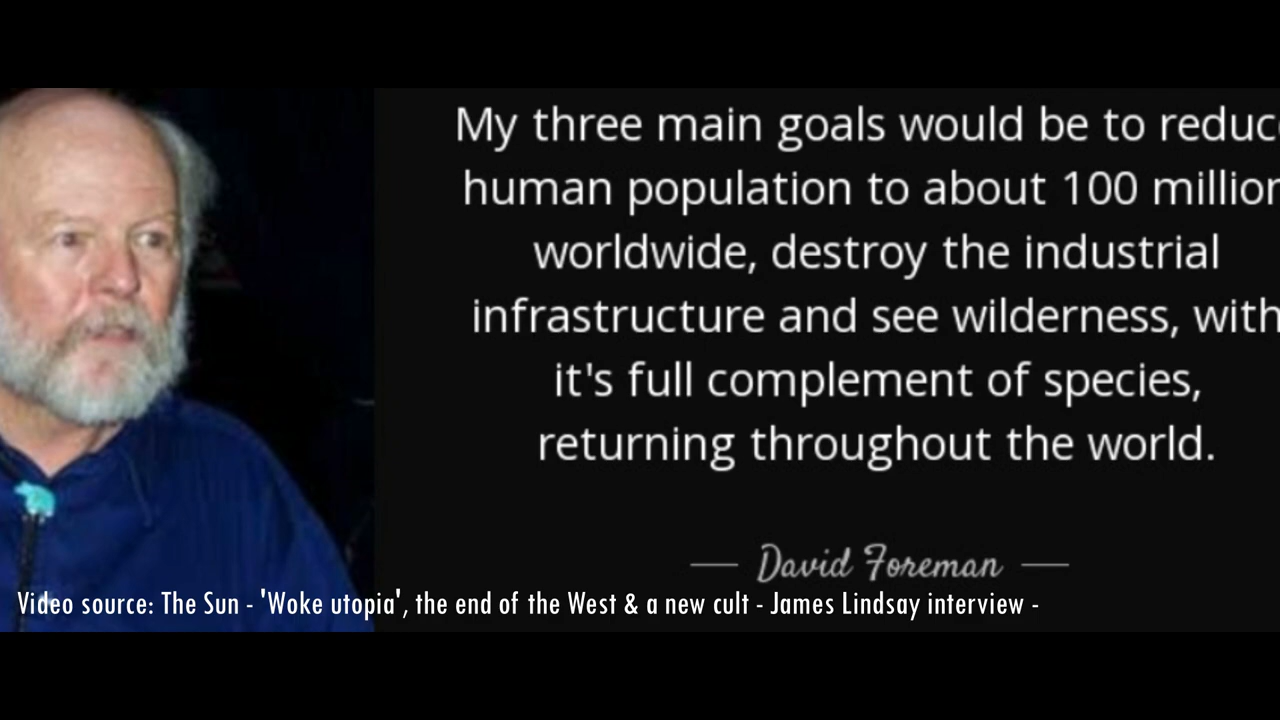 My three main goals would be to reduc
human population to about 100 million
worldwide, destroy the industrial
infrastructure and see wilderness, with
it's full complement of species,
returning throughout the world.
David Foreman
Video source: The Sun - 'Woke utopia', the end of the West & a new cult - James Lindsay interview -